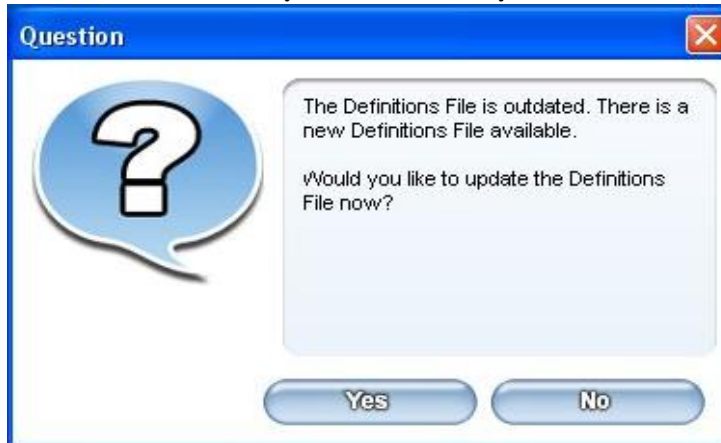 Question
The Definitions File is outdated. There is a
new Definitions File available.
Would you like to update the Definitions
File now?
Yes
No